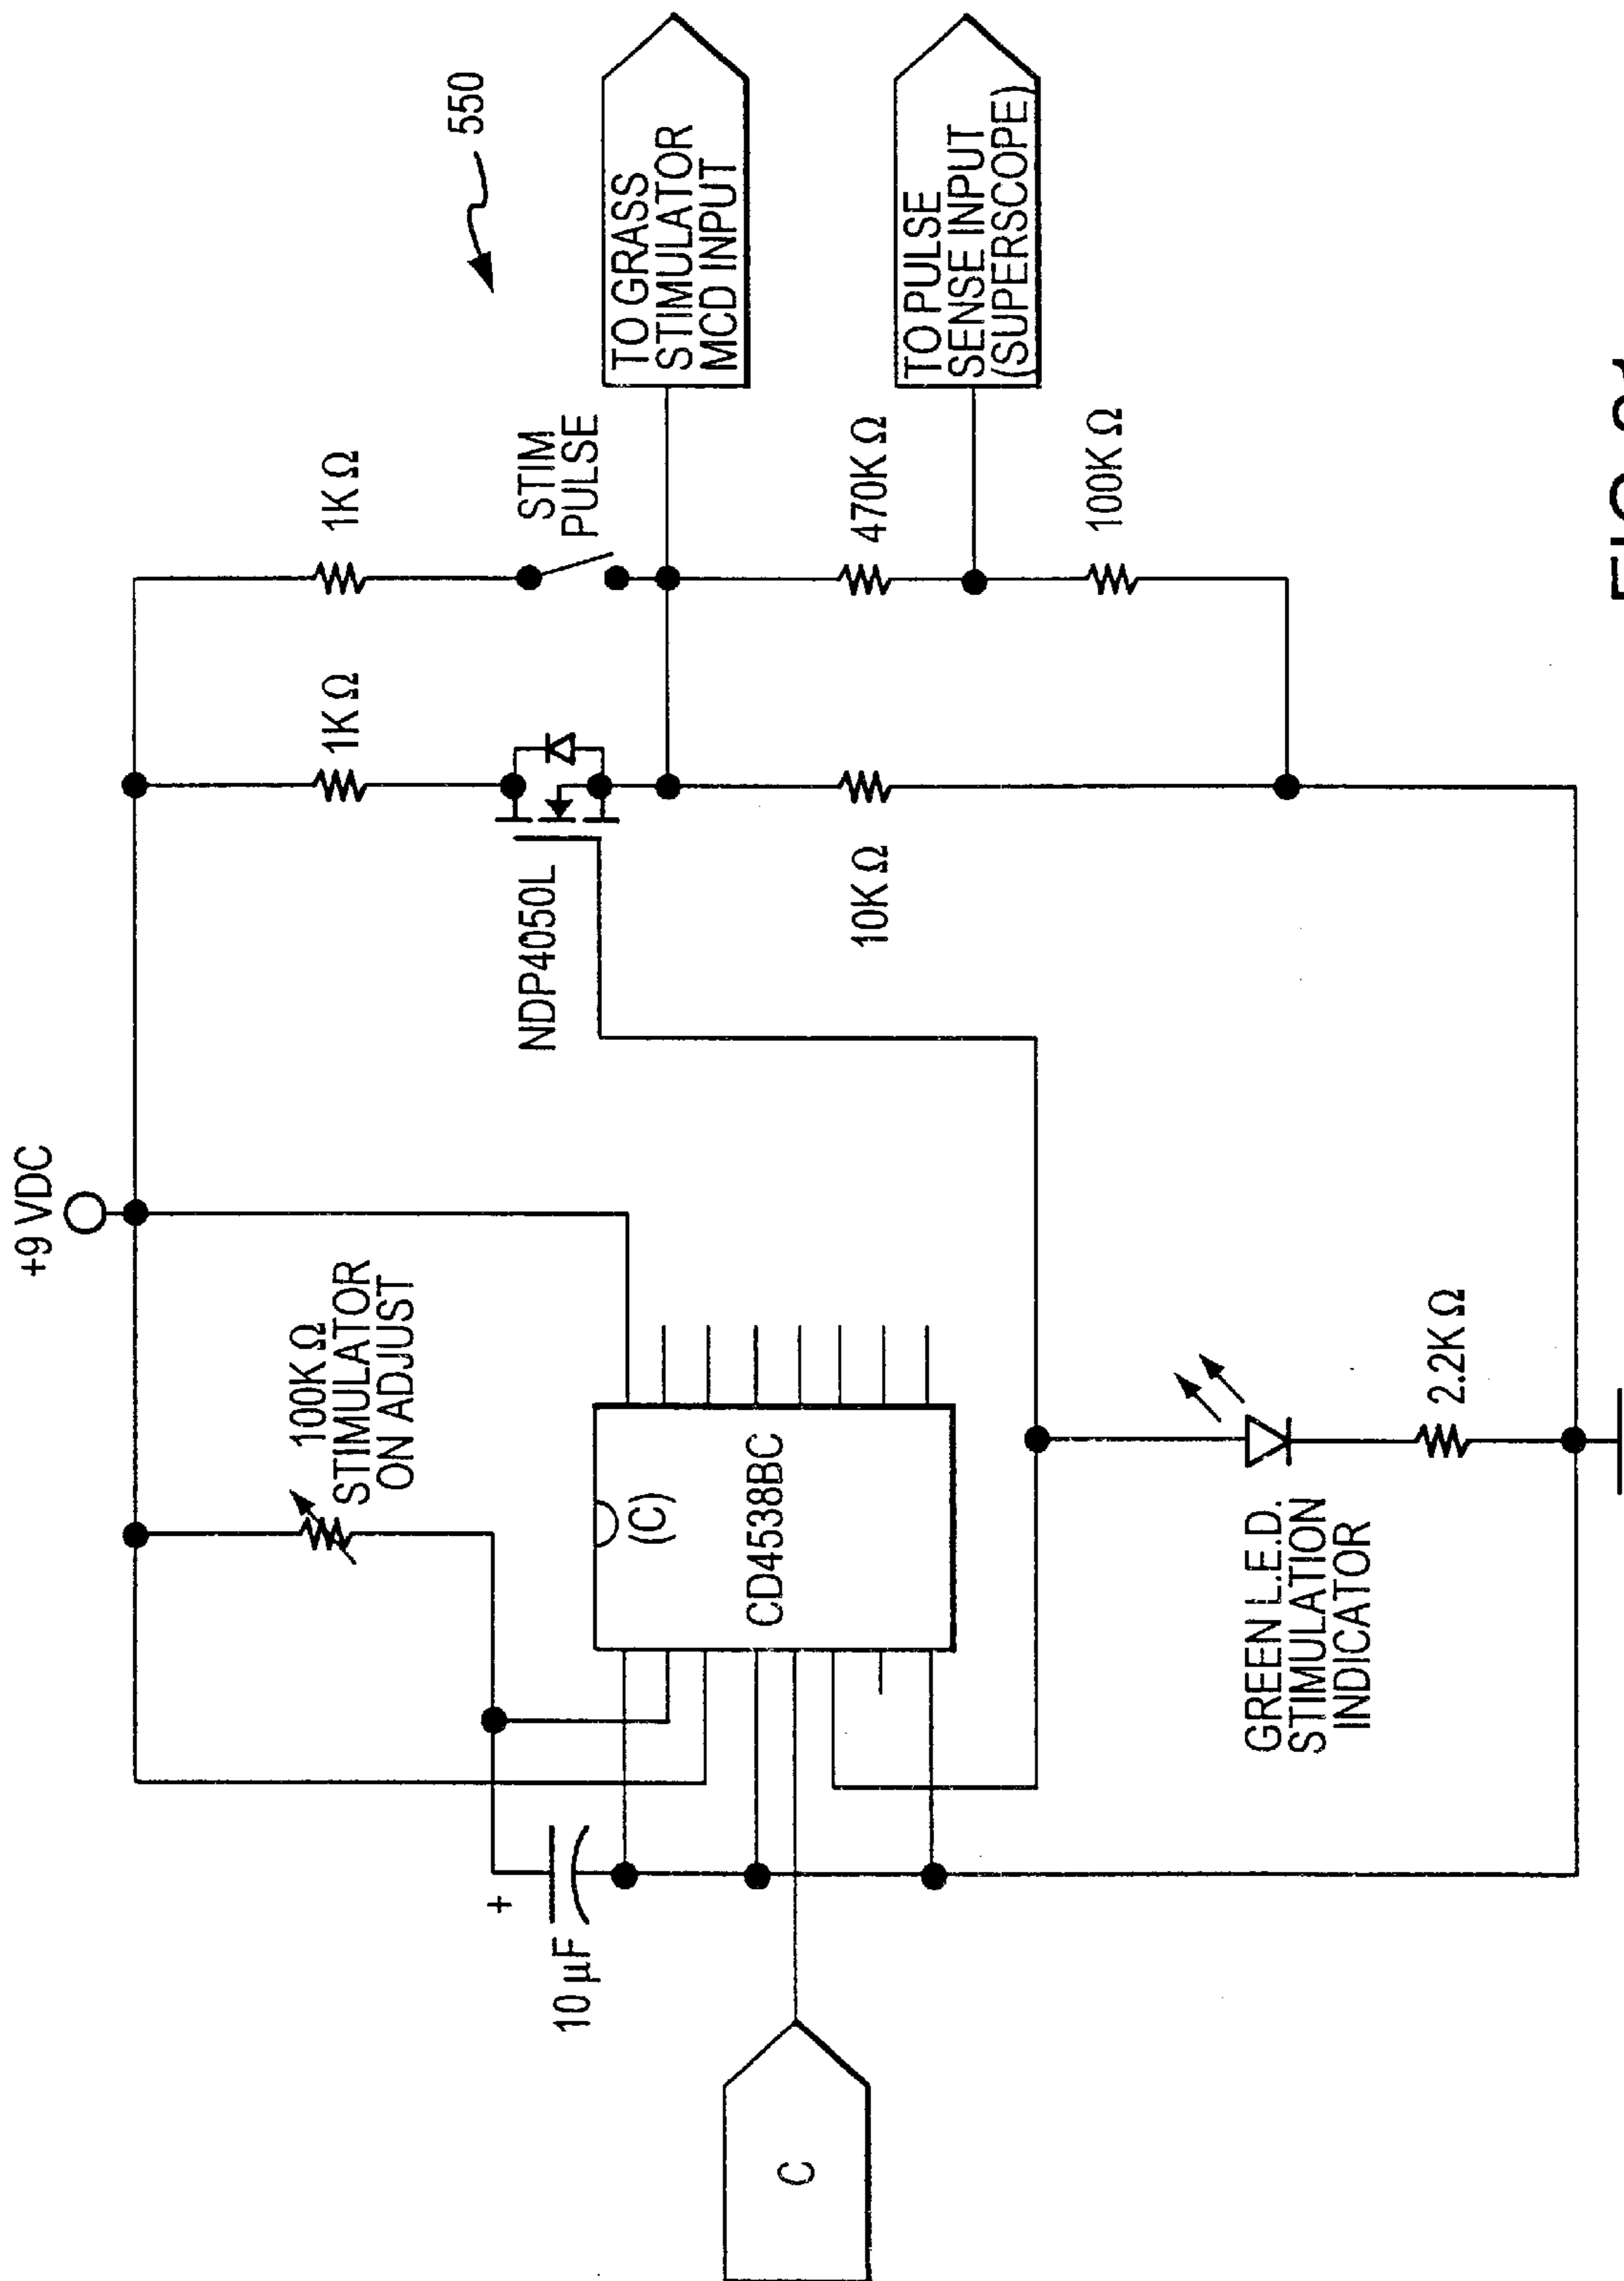 +9 VDC
550
100K Ω
STIMULATOR
ON ADJUST
1K Ω
1K Ω
STIM
PULSE
TO GRASS
STIMULATOR
MCD INPUT
+
10 μF
(C)
CD4538BC
NDP4050L
C
10K Ω
470K Ω
TO PULSE
SENSE INPUT
(SUPERSCOPE)
100K Ω
GREEN L.E.D.
STIMULATION
INDICATOR
2.2K Ω